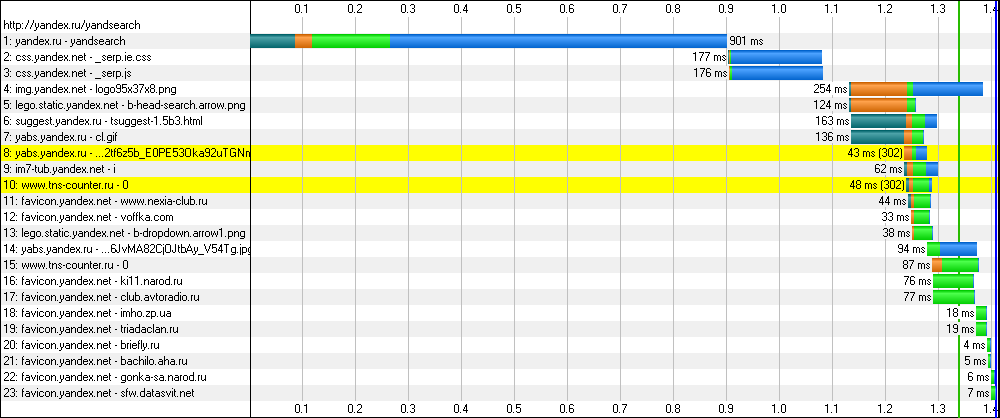 0.1 0.2 0.3 0.4 0.5 0.6 0.7 0.8 0.9 1.0 1.1 1.2 1.3 1.4
http://yandex.ru/yandsearch
1: yandex.ru - yandsearch 901 ms
2: css.yandex.net - _serp.ie.css 177 ms
3: css.yandex.net - _serp.js 176 ms
4: img.yandex.net - logo95x37x8.png 254 ms
5: lego.static.yandex.net - b-head-search.arrow.png 124 ms
6: suggest.yandex.ru - tsuggest-1.5b3.html 163 ms
7: yabs.yandex.ru - cl.gif 136 ms
8: yabs.yandex.ru - ...2tf6z5b_E0PE53Oka92uTGNm 43 ms (302)
9: im7-tub.yandex.net - i 62 ms
10: www.tns-counter.ru - 0 48 ms (302)
11: favicon.yandex.net - www.nexia-club.ru 44 ms
12: favicon.yandex.net - voffka.com 33 ms
13: lego.static.yandex.net - b-dropdown.arrow1.png 38 ms
14: yabs.yandex.ru - ...6JvMA82CjOJtbAy_V54Tg.jpg 94 ms
15: www.tns-counter.ru - 0 87 ms
16: favicon.yandex.net - ki11.narod.ru 76 ms
17: favicon.yandex.net - club.avtoradio.ru 77 ms
18: favicon.yandex.net - imho.zp.ua 18 ms
19: favicon.yandex.net - triadaclan.ru 19 ms
20: favicon.yandex.net - briefly.ru 4 ms
21: favicon.yandex.net - bachilo.aha.ru 5 ms
22: favicon.yandex.net - gonka-sa.narod.ru 6 ms
23: favicon.yandex.net - sfw.datasvit.net 7 ms
0.1 0.2 0.3 0.4 0.5 0.6 0.7 0.8 0.9 1.0 1.1 1.2 1.3 1.4